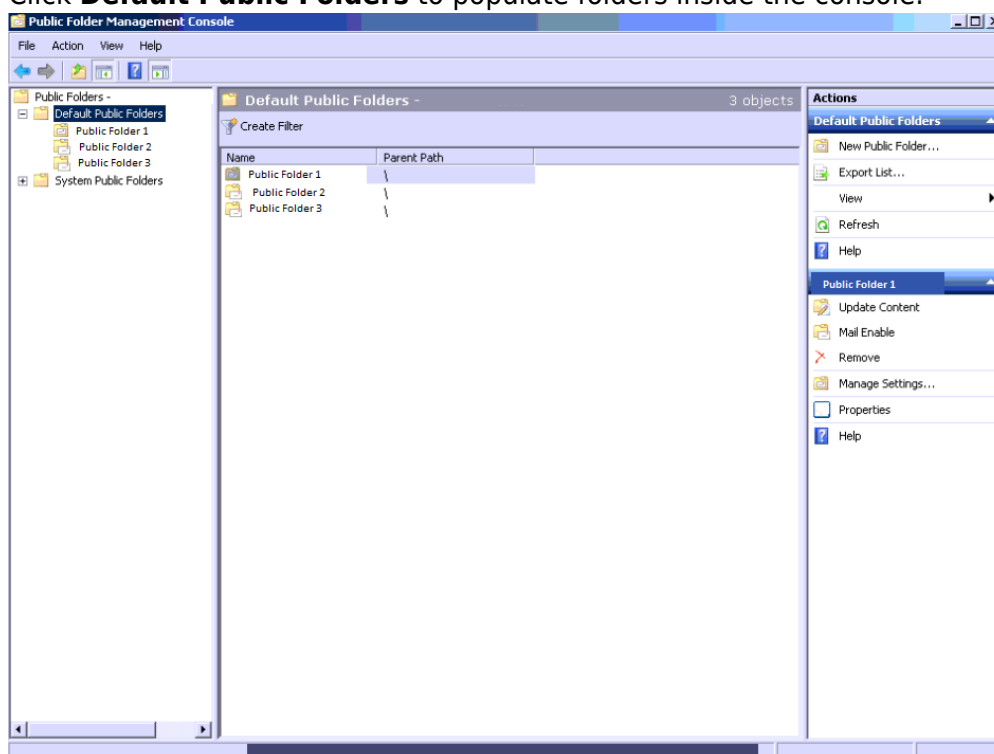 Click Default Public Folders to populate folders inside the console.
Public Folder Management Console
File Action View Help
Public Folders -
Default Public Folders
Public Folder 1
Public Folder 2
Public Folder 3
System Public Folders
Default Public Folders - 3 objects
Create Filter
Name Parent Path
Public Folder 1 \
Public Folder 2 \
Public Folder 3 \
Actions
Default Public Folders
New Public Folder...
Export List...
View
Refresh
Help
Public Folder 1
Update Content
Mail Enable
Remove
Manage Settings...
Properties
Help